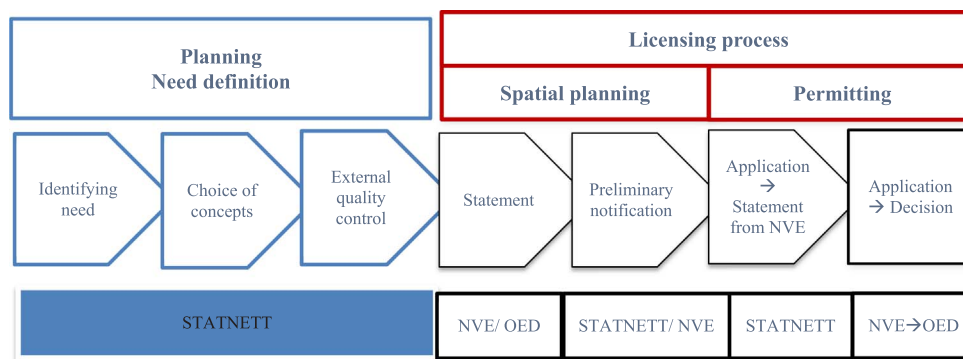 Planning
Need definition
Licensing process
Spatial planning
Permitting
Identifying
need
Choice of
concepts
External
quality
control
Statement
Preliminary
notification
Application
→
Statement
from NVE
Application
→ Decision
STATNETT
NVE/ OED
STATNETT/ NVE
STATNETT
NVE→OED